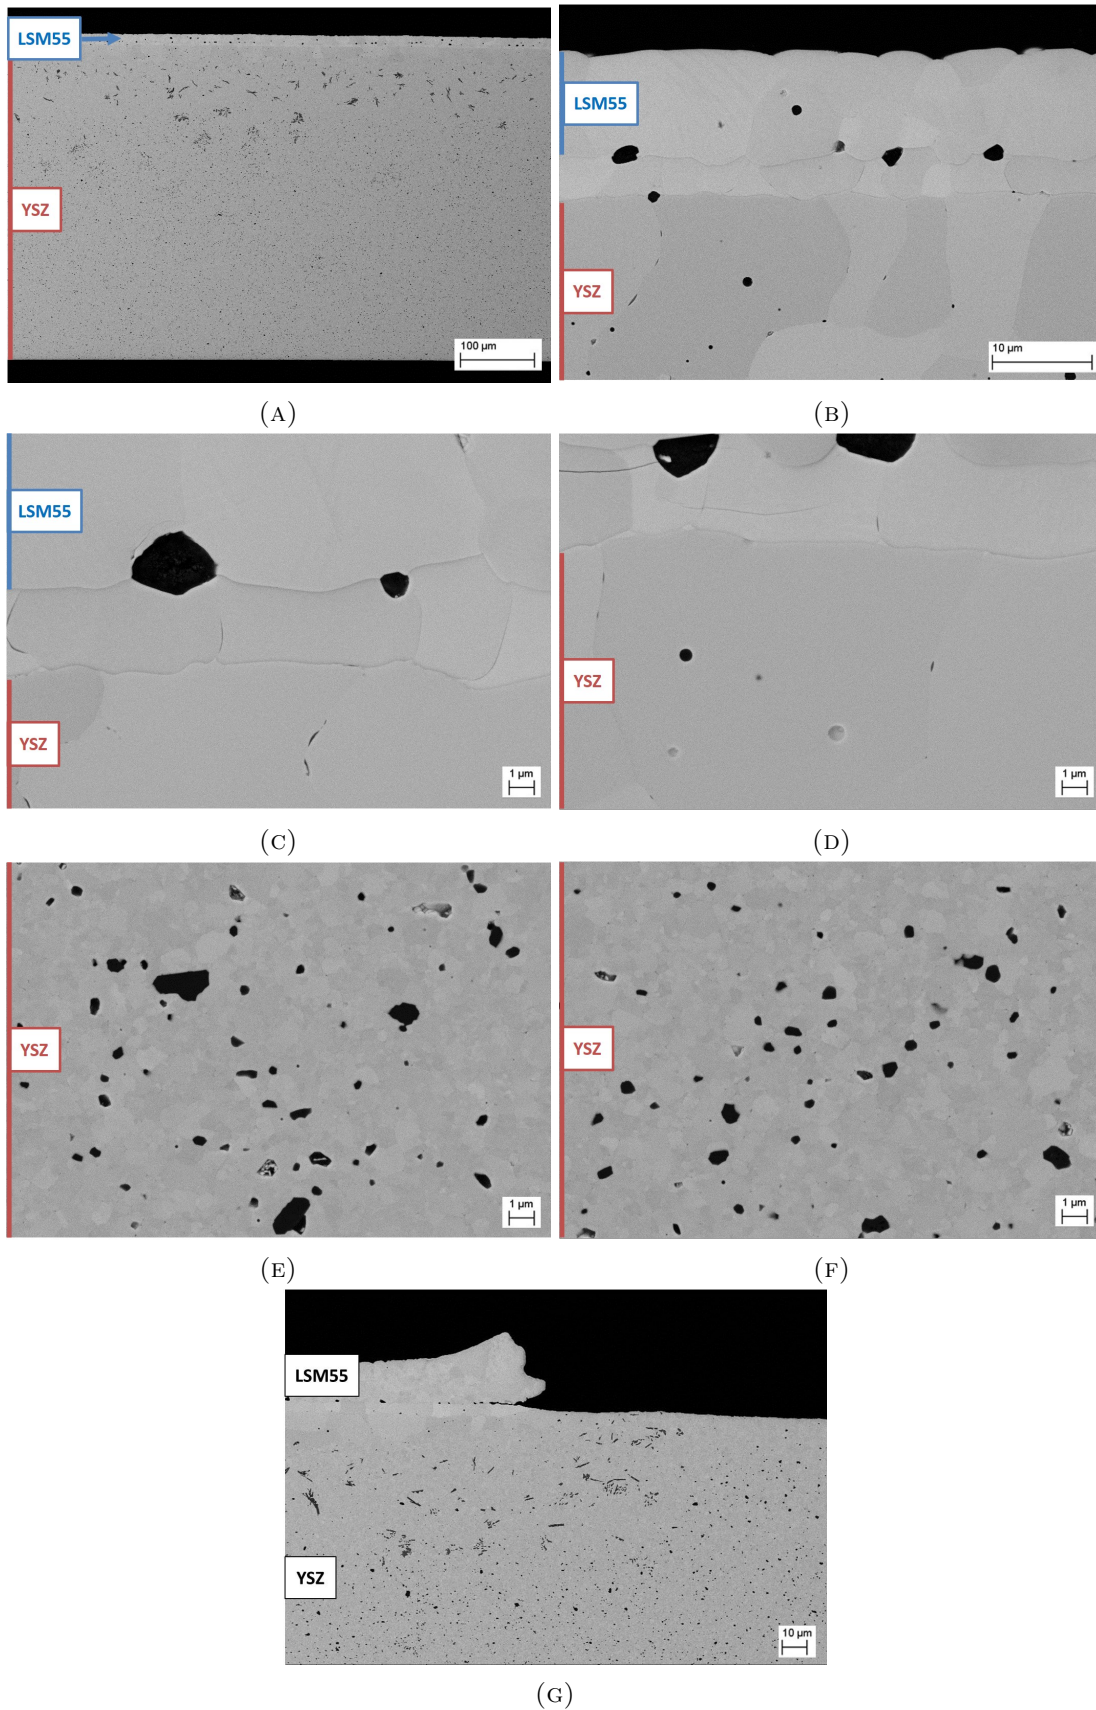 LSM55
YSZ
100 µm
(A)
LSM55
YSZ
10 µm
(B)
LSM55
YSZ
1 µm
(C)
YSZ
1 µm
(D)
YSZ
1 µm
(E)
YSZ
1 µm
(F)
LSM55
YSZ
10 µm
(G)